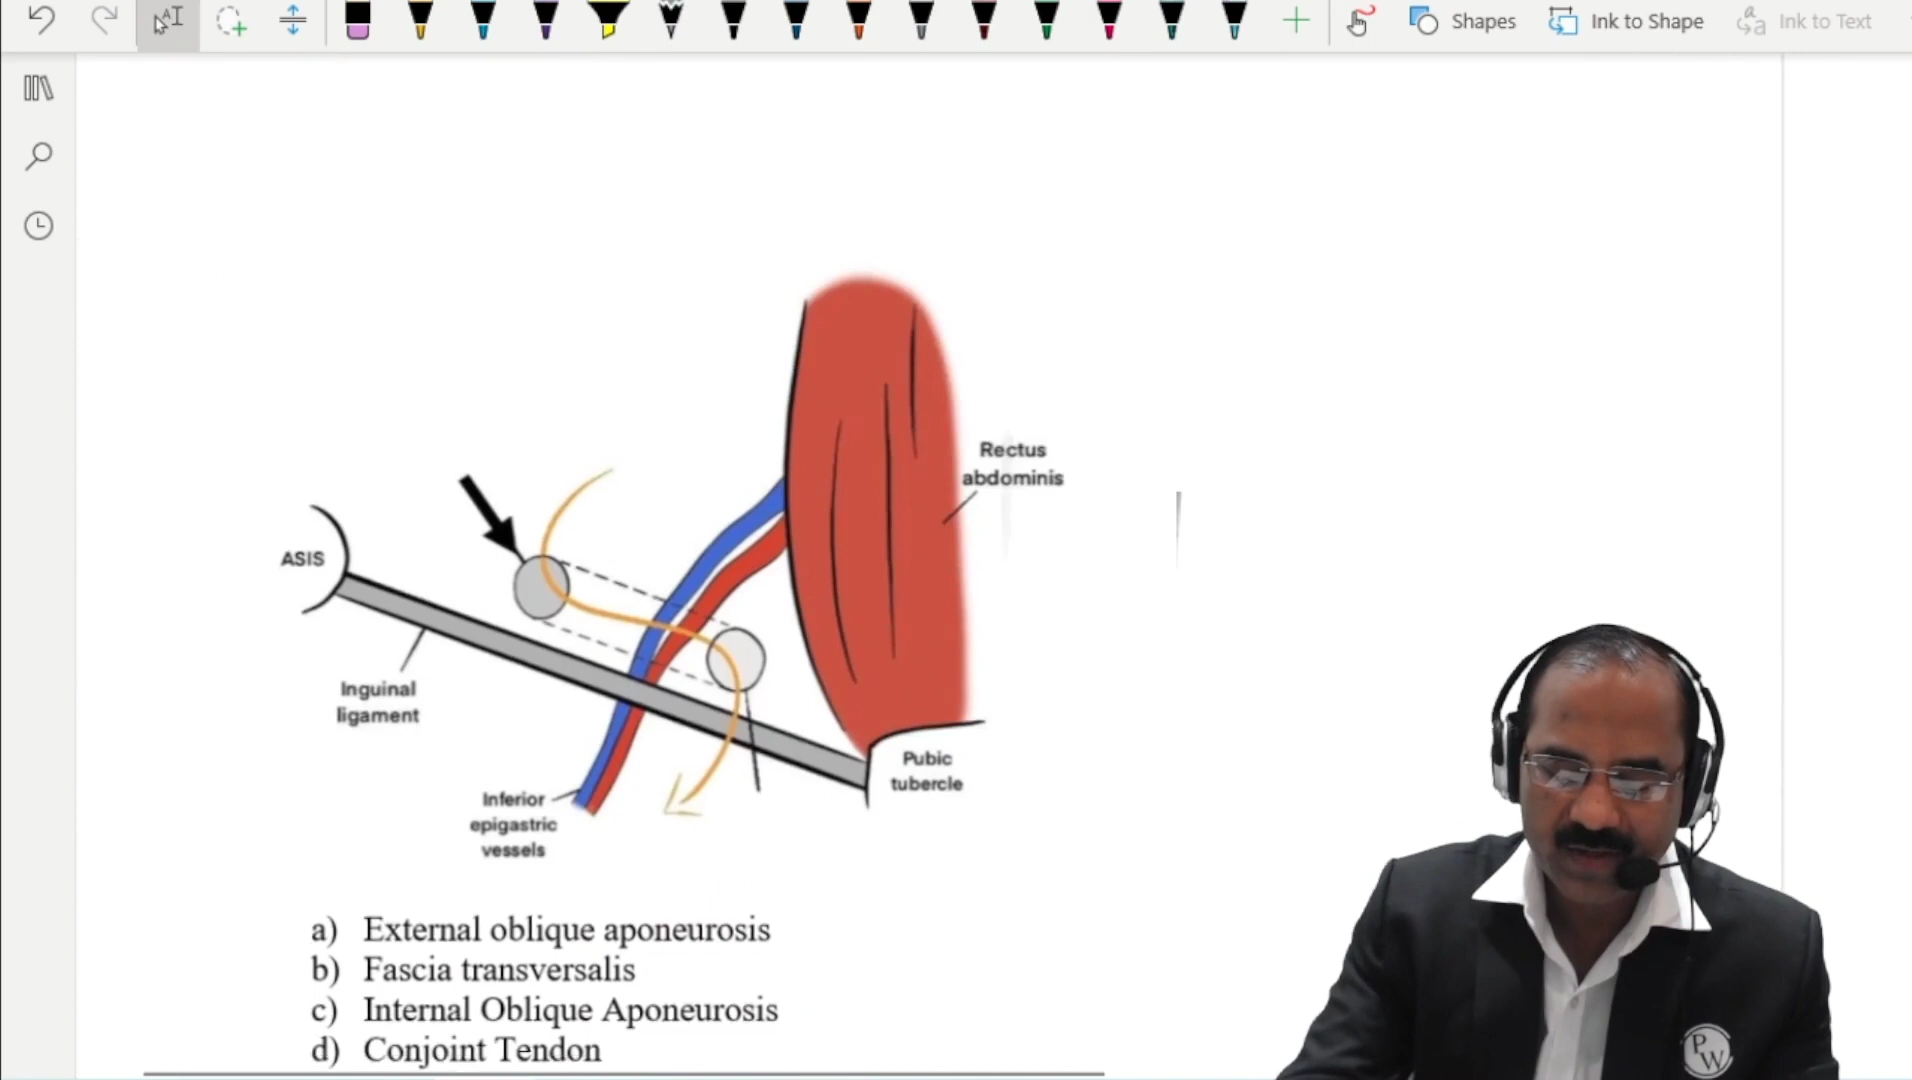 Shapes
Ink to Shape
Ink to Text
Rectus
abdominis
ASIS
Inguinal
ligament
Pubic
tubercle
Inferior
epigastric
vessels
a) External oblique aponeurosis
b) Fascia transversalis
c) Internal Oblique Aponeurosis
d) Conjoint Tendon
PW